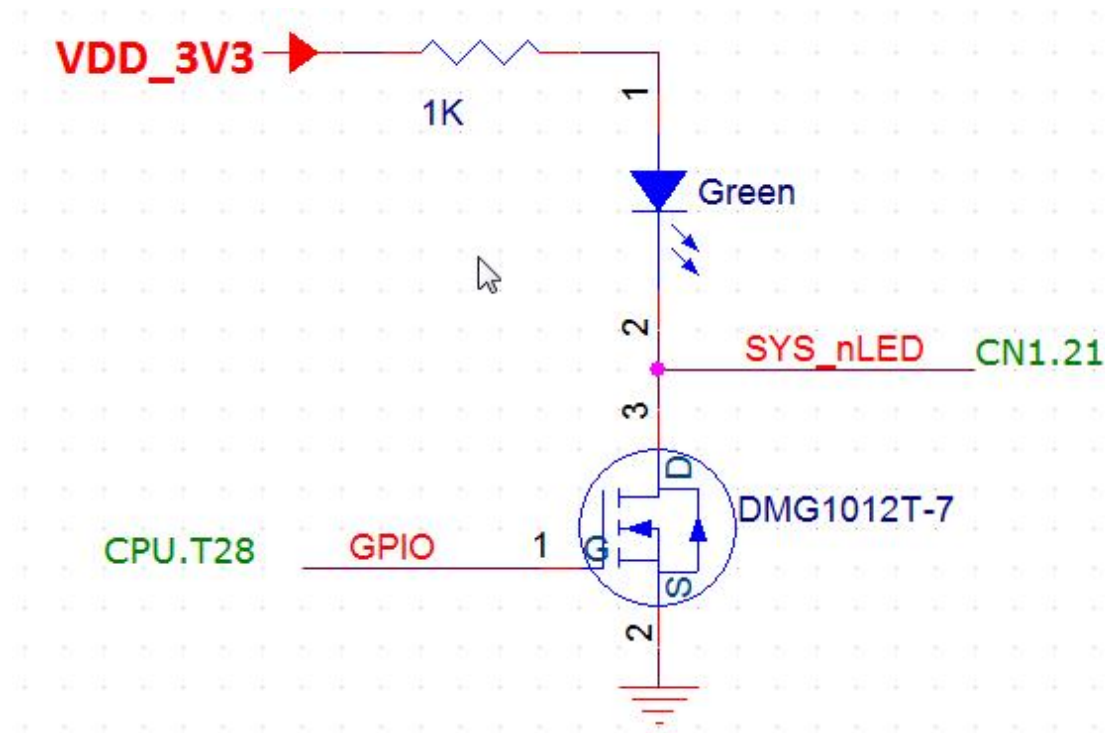 VDD_3V3
1K
1
Green
2
SYS_nLED
CN1.21
3
D
DMG1012T-7
CPU.T28
GPIO
1
G
S
2